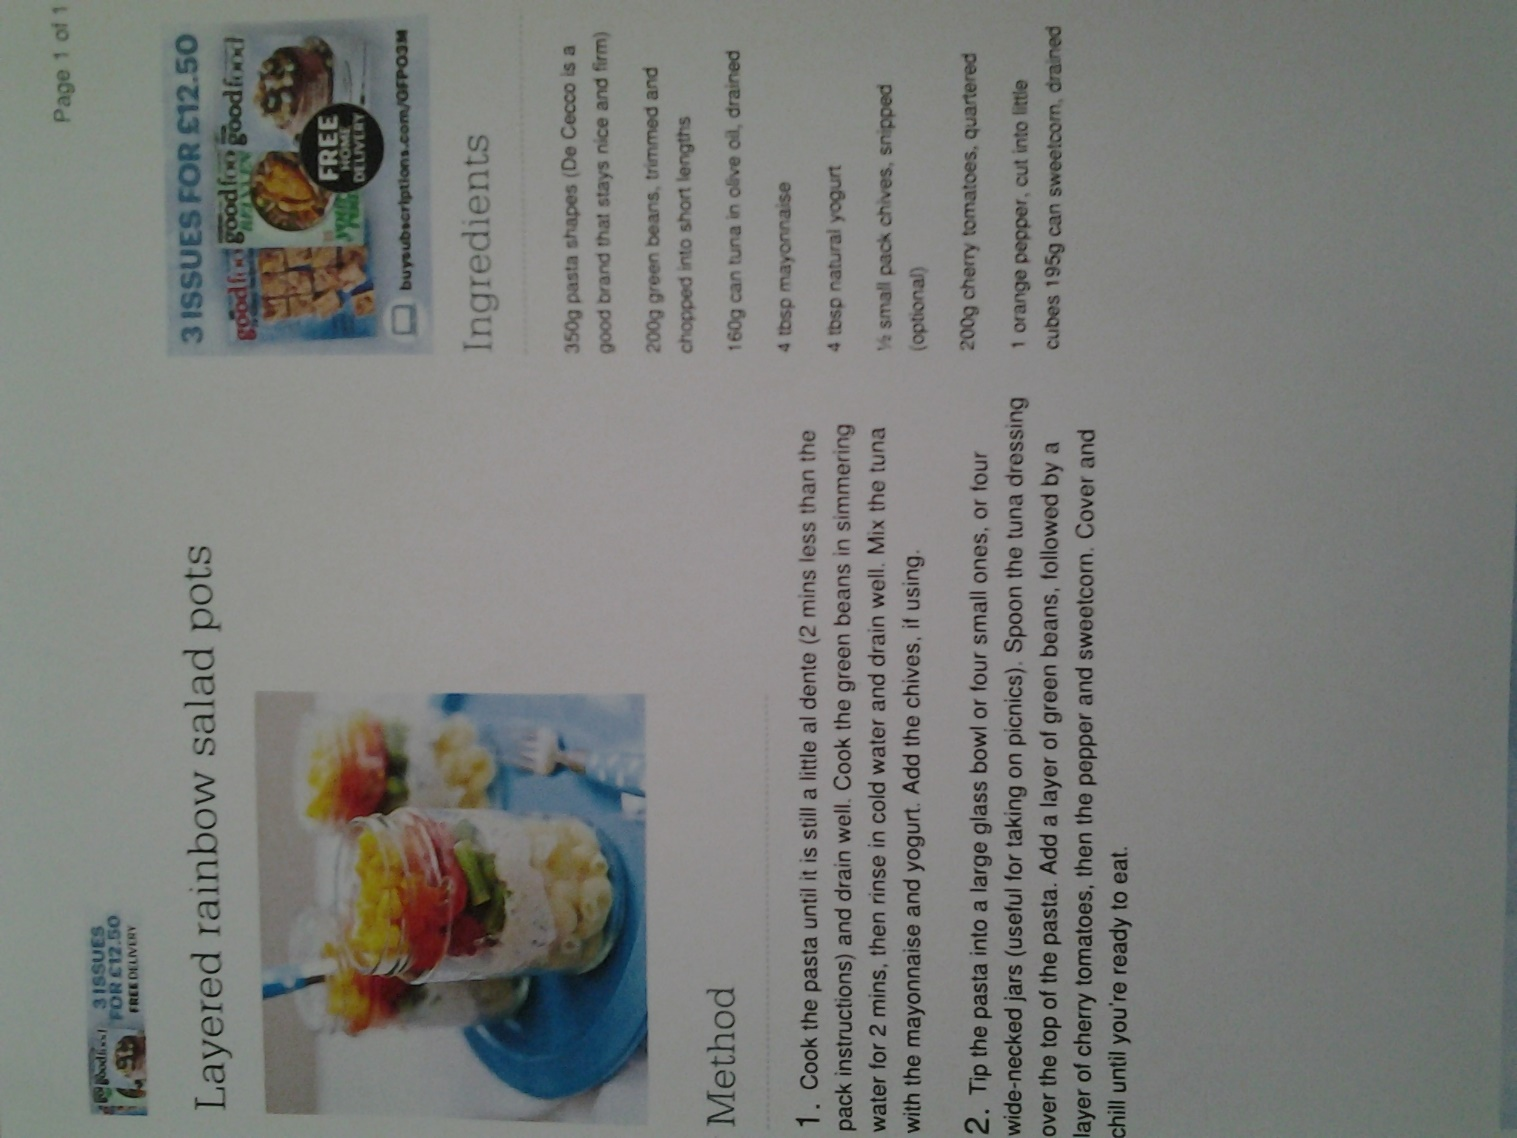 Page 1 of 1
goodfood
3 ISSUES
FOR £12.50
FREE DELIVERY
Layered rainbow salad pots
3 ISSUES FOR £12.50
goodfoo goodfoo goodfood
FREE
HOME
DELIVERY
buysubscriptions.com/GFPO3M
Ingredients
350g pasta shapes (De Cecco is a
good brand that stays nice and firm)
200g green beans, trimmed and
chopped into short lengths
160g can tuna in olive oil, drained
4 tbsp mayonnaise
4 tbsp natural yogurt
½ small pack chives, snipped
(optional)
200g cherry tomatoes, quartered
1 orange pepper, cut into little
cubes 195g can sweetcorn, drained
Method
1. Cook the pasta until it is still a little al dente (2 mins less than the
pack instructions) and drain well. Cook the green beans in simmering
water for 2 mins, then rinse in cold water and drain well. Mix the tuna
with the mayonnaise and yogurt. Add the chives, if using.
2. Tip the pasta into a large glass bowl or four small ones, or four
wide-necked jars (useful for taking on picnics). Spoon the tuna dressing
over the top of the pasta. Add a layer of green beans, followed by a
layer of cherry tomatoes, then the pepper and sweetcorn. Cover and
chill until you're ready to eat.